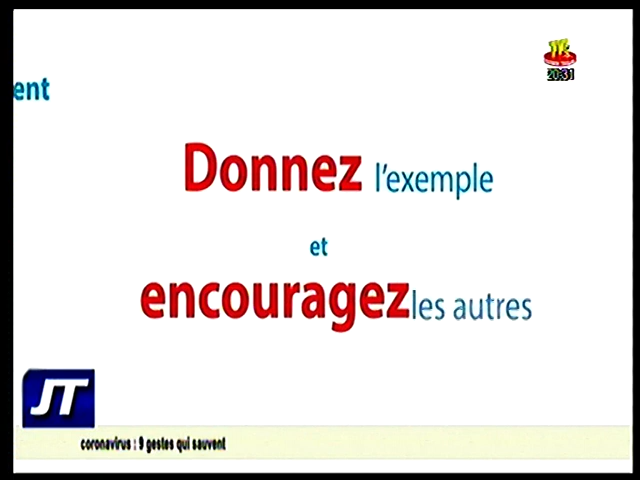 20:31
ent
Donnez l'exemple
et
encouragez les autres
JT
coronavirus : 9 gestes qui sauvent